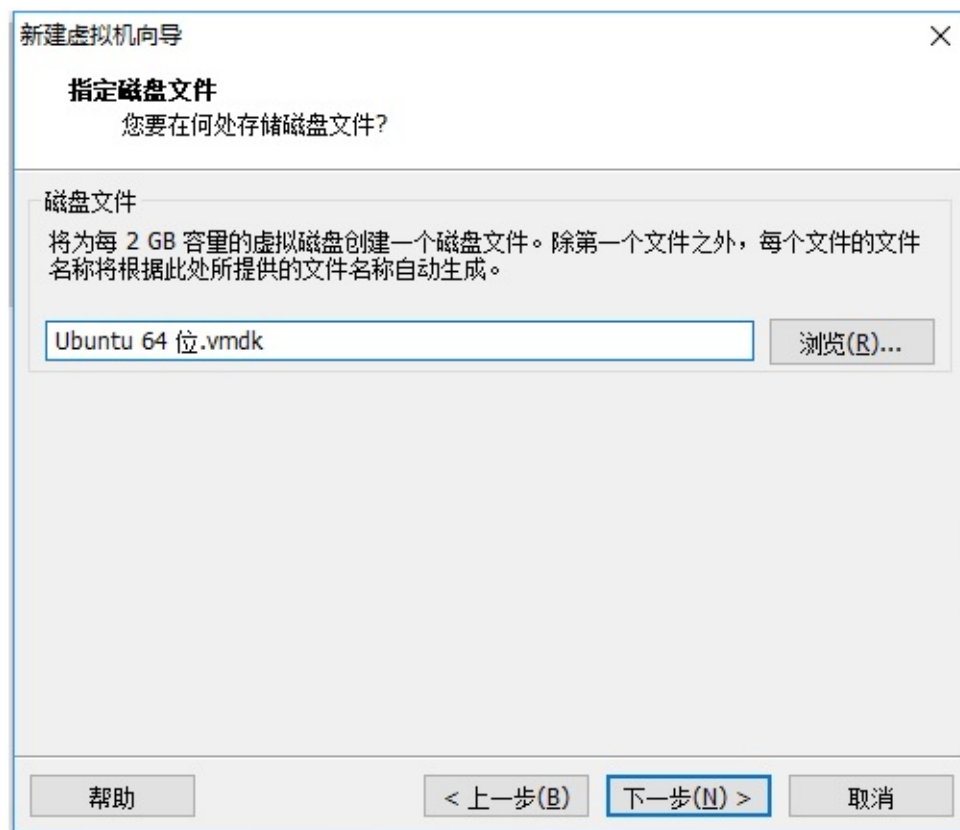 新建虚拟机向导
指定磁盘文件
您要在何处存储磁盘文件?
磁盘文件
将为每 2 GB 容量的虚拟磁盘创建一个磁盘文件。除第一个文件之外，每个文件的文件
名称将根据此处所提供的文件名称自动生成。
Ubuntu 64 位.vmdk
浏览(R)...
帮助
< 上一步(B)
下一步(N) >
取消